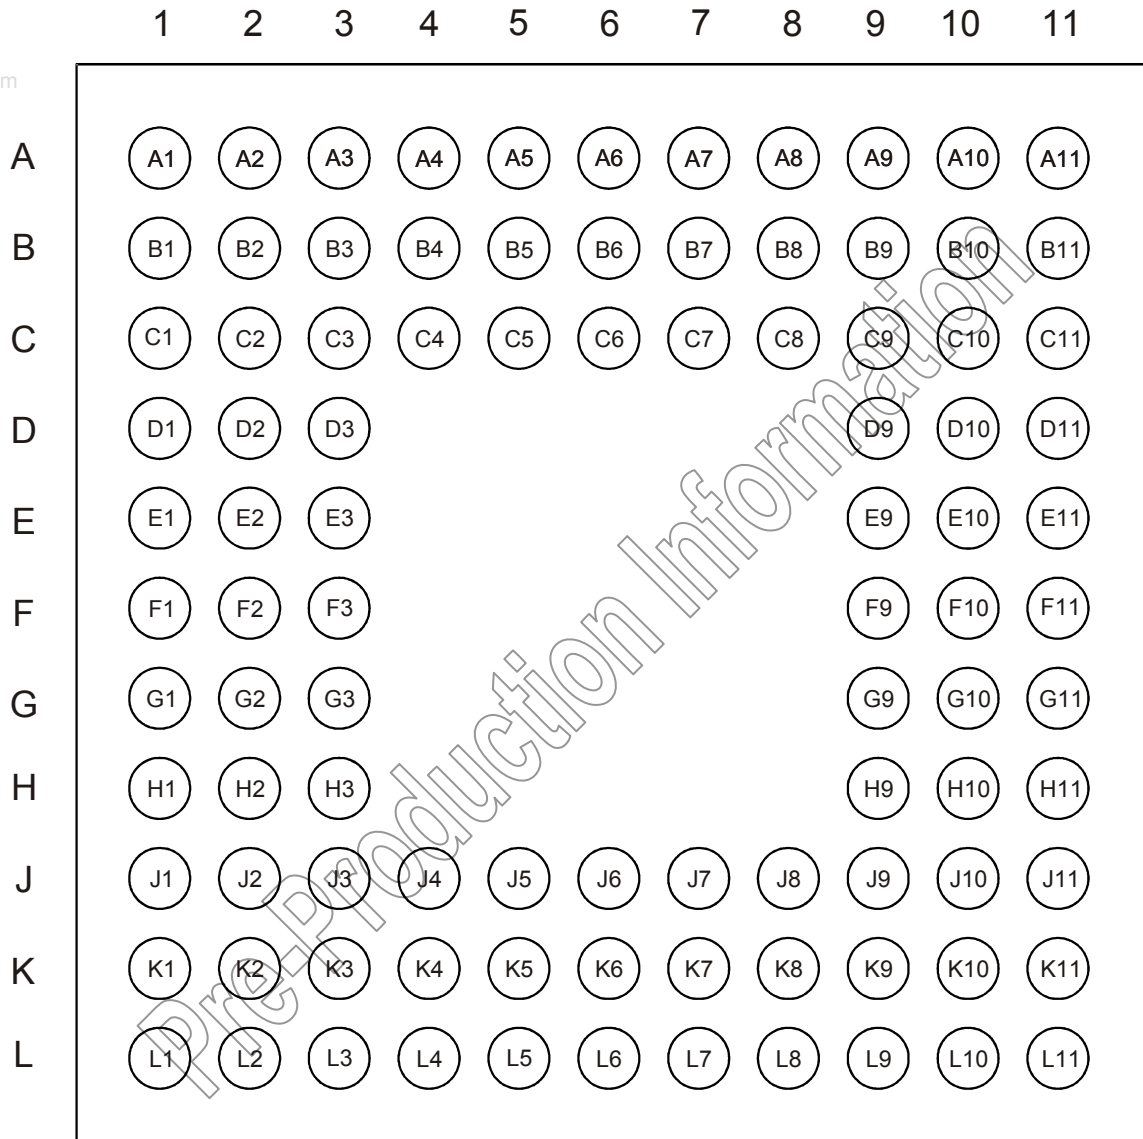 1 2 3 4 5 6 7 8 9 10 11
m
A A1 A2 A3 A4 A5 A6 A7 A8 A9 A10 A11
B B1 B2 B3 B4 B5 B6 B7 B8 B9 B10 B11
C C1 C2 C3 C4 C5 C6 C7 C8 C9 C10 C11
D D1 D2 D3 D9 D10 D11
E E1 E2 E3 E9 E10 E11
F F1 F2 F3 F9 F10 F11
G G1 G2 G3 G9 G10 G11
H H1 H2 H3 H9 H10 H11
J J1 J2 J3 J4 J5 J6 J7 J8 J9 J10 J11
K K1 K2 K3 K4 K5 K6 K7 K8 K9 K10 K11
L L1 L2 L3 L4 L5 L6 L7 L8 L9 L10 L11
Pre-Production Information